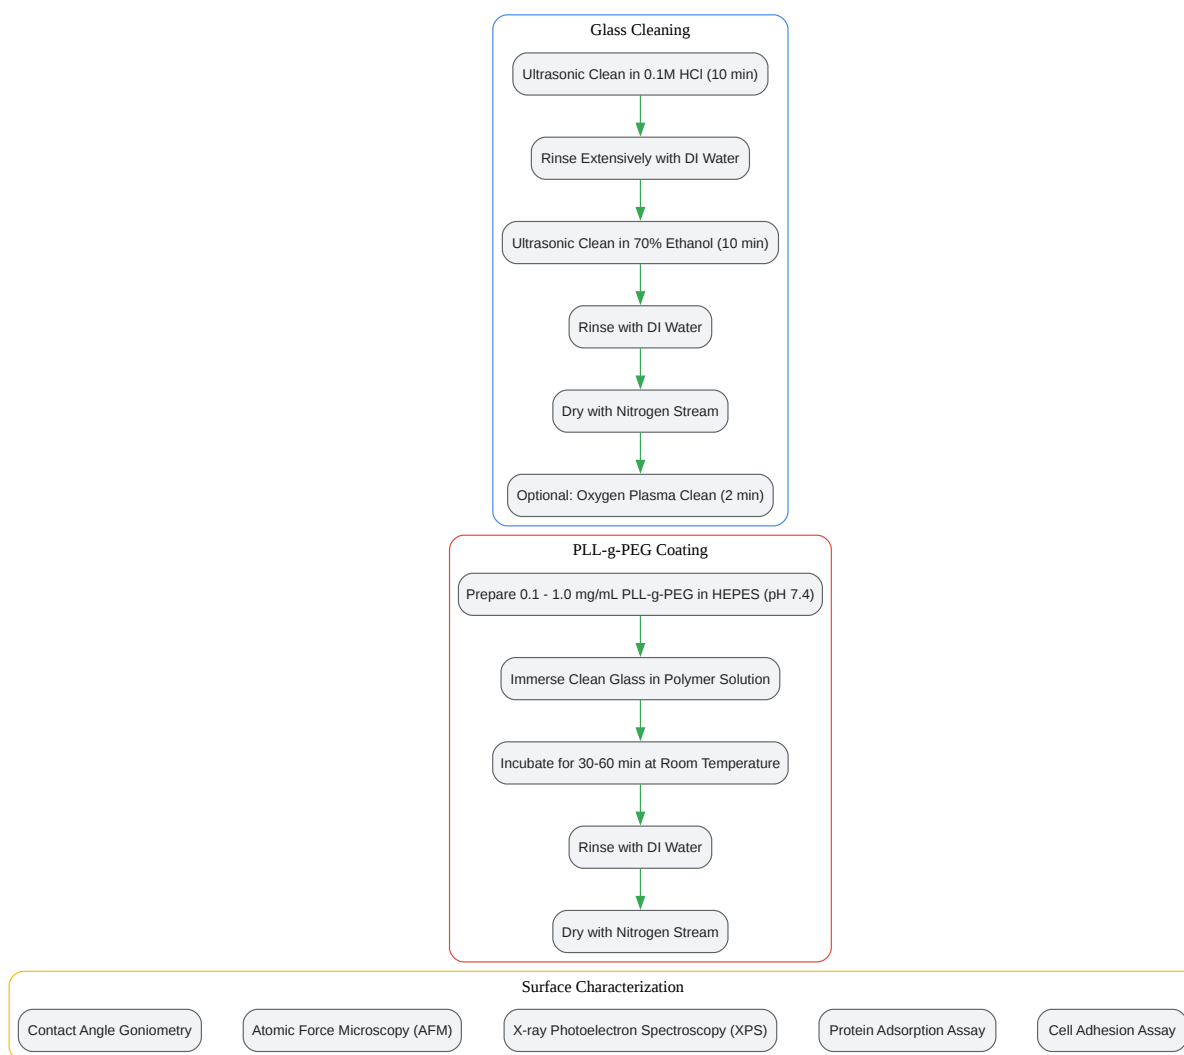 Glass Cleaning
Ultrasonic Clean in 0.1M HCl (10 min)
Rinse Extensively with DI Water
Ultrasonic Clean in 70% Ethanol (10 min)
Rinse with DI Water
Dry with Nitrogen Stream
Optional: Oxygen Plasma Clean (2 min)
PLL-g-PEG Coating
Prepare 0.1 - 1.0 mg/mL PLL-g-PEG in HEPES (pH 7.4)
Immerse Clean Glass in Polymer Solution
Incubate for 30-60 min at Room Temperature
Rinse with DI Water
Dry with Nitrogen Stream
Surface Characterization
Contact Angle Goniometry
Atomic Force Microscopy (AFM)
X-ray Photoelectron Spectroscopy (XPS)
Protein Adsorption Assay
Cell Adhesion Assay